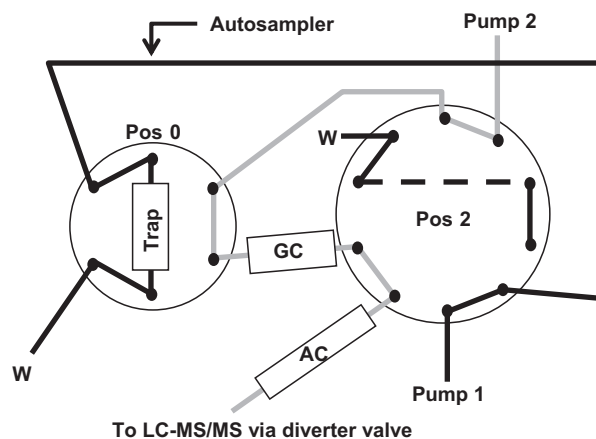 Autosampler
Pump 2
Pos 0
W
Trap
Pos 2
GC
AC
W
Pump 1
To LC-MS/MS via diverter valve